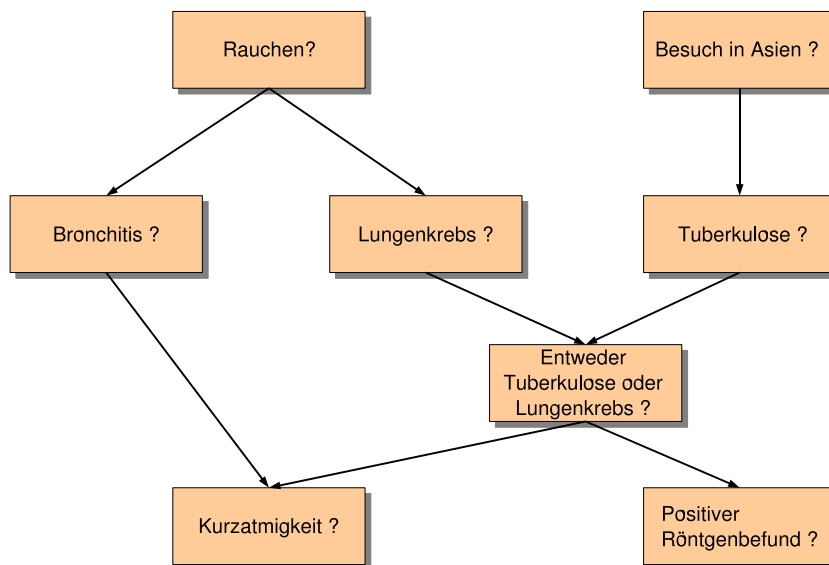 Rauchen?
Besuch in Asien ?
Bronchitis ?
Lungenkrebs ?
Tuberkulose ?
Entweder
Tuberkulose oder
Lungenkrebs ?
Kurzatmigkeit ?
Positiver
Röntgenbefund ?